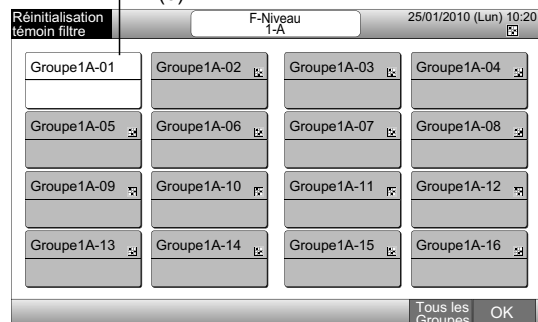 Réinitialisation
témoin filtre
F-Niveau
1-A
25/01/2010 (Lun) 10:20
Groupe1A-01
Groupe1A-02
Groupe1A-03
Groupe1A-04
Groupe1A-05
Groupe1A-06
Groupe1A-07
Groupe1A-08
Groupe1A-09
Groupe1A-10
Groupe1A-11
Groupe1A-12
Groupe1A-13
Groupe1A-14
Groupe1A-15
Groupe1A-16
Tous les
Groupes
OK